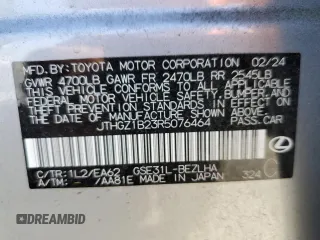 MFD.BY:TOYOTA MOTOR CORPORATION 02/24
GVWR 4700LB GAWR FR 2470LB RR 2545LB
THIS VEHICLE CONFORMS TO ALL APPLICABLE
FEDERAL MOTOR VEHICLE SAFETY, BUMPER, AND
THEFT PREVENTION STANDARDS IN EFFECT ON
THE DATE OF MANUFACTURE SHOWN ABOVE.
JTHGZ1B23R5076464 PASS.CAR
C/TR:1L2/EA62 GSE31L-BEZLHA
A/TM: -/AA81E MADE IN JAPAN 324 C